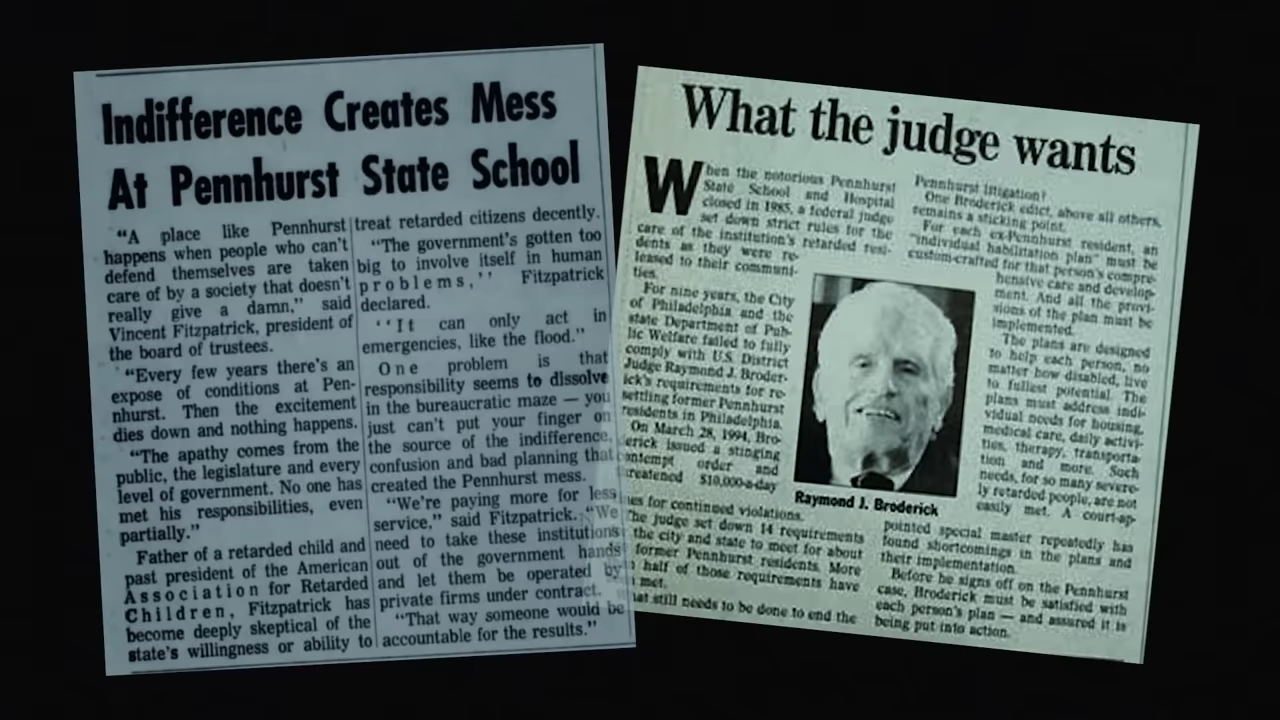 Indifference Creates Mess
At Pennhurst State School
“A place like Pennhurst
happens when people who can't
defend themselves are taken
care of by a society that doesn't
really give a damn,” said
Vincent Fitzpatrick, president of
the board of trustees.
“Every few years there's an
expose of conditions at Pen-
nhurst. Then the excitement
dies down and nothing happens.
“The apathy comes from the
public, the legislature and every
level of government. No one has
met his responsibilities, even
partially.”
Father of a retarded child and
past president of the American
Association for Retarded
Children, Fitzpatrick has
become deeply skeptical of the
state's willingness or ability to
treat retarded citizens decently.
“The government's gotten too
big to involve itself in human
problems,'' Fitzpatrick
declared.
‘‘It can only act in
emergencies, like the flood.”
One problem is that
responsibility seems to dissolve
in the bureaucratic maze — you
just can't put your finger on
the source of the indifference,
confusion and bad planning that
created the Pennhurst mess.
“We're paying more for less
service,” said Fitzpatrick. “We
need to take these institutions
out of the government hands
and let them be operated by
private firms under contract.
“That way someone would be
accountable for the results.”
What the judge wants
When the notorious Pennhurst
State School and Hospital
closed in 1985, a federal judge
set down strict rules for the
care of the institution's retarded resi-
dents as they were re-
leased to their communi-
ties.
For nine years, the City
of Philadelphia and the
state Department of Pub-
lic Welfare failed to fully
comply with U.S. District
Judge Raymond J. Broder-
ick's requirements for re-
settling former Pennhurst
residents in Philadelphia.
On March 28, 1994, Bro-
derick issued a stinging
contempt order and
threatened $10,000-a-day
for continued violations.
The judge set down 14 requirements
the city and state to meet for about
former Pennhurst residents. More
half of those requirements have
met.
still needs to be done to end the
Pennhurst litigation?
One Broderick edict, above all others,
remains a sticking point.
For each ex-Pennhurst resident, an
“individual habilitation plan” must be
custom-crafted for that person's compre-
hensive care and develop-
ment. And all the provi-
sions of the plan must be
implemented.
The plans are designed
to help each person, no
matter how disabled, live
to fullest potential. The
plans must address indi-
vidual needs for housing,
medical care, daily activi-
ties, therapy, transporta-
tion and more. Such
needs, for so many severe-
ly retarded people, are not
easily met. A court-ap-
pointed special master repeatedly has
found shortcomings in the plans and
their implementation.
Before he signs off on the Pennhurst
case, Broderick must be satisfied with
each person's plan — and assured it is
being put into action.
Raymond J. Broderick